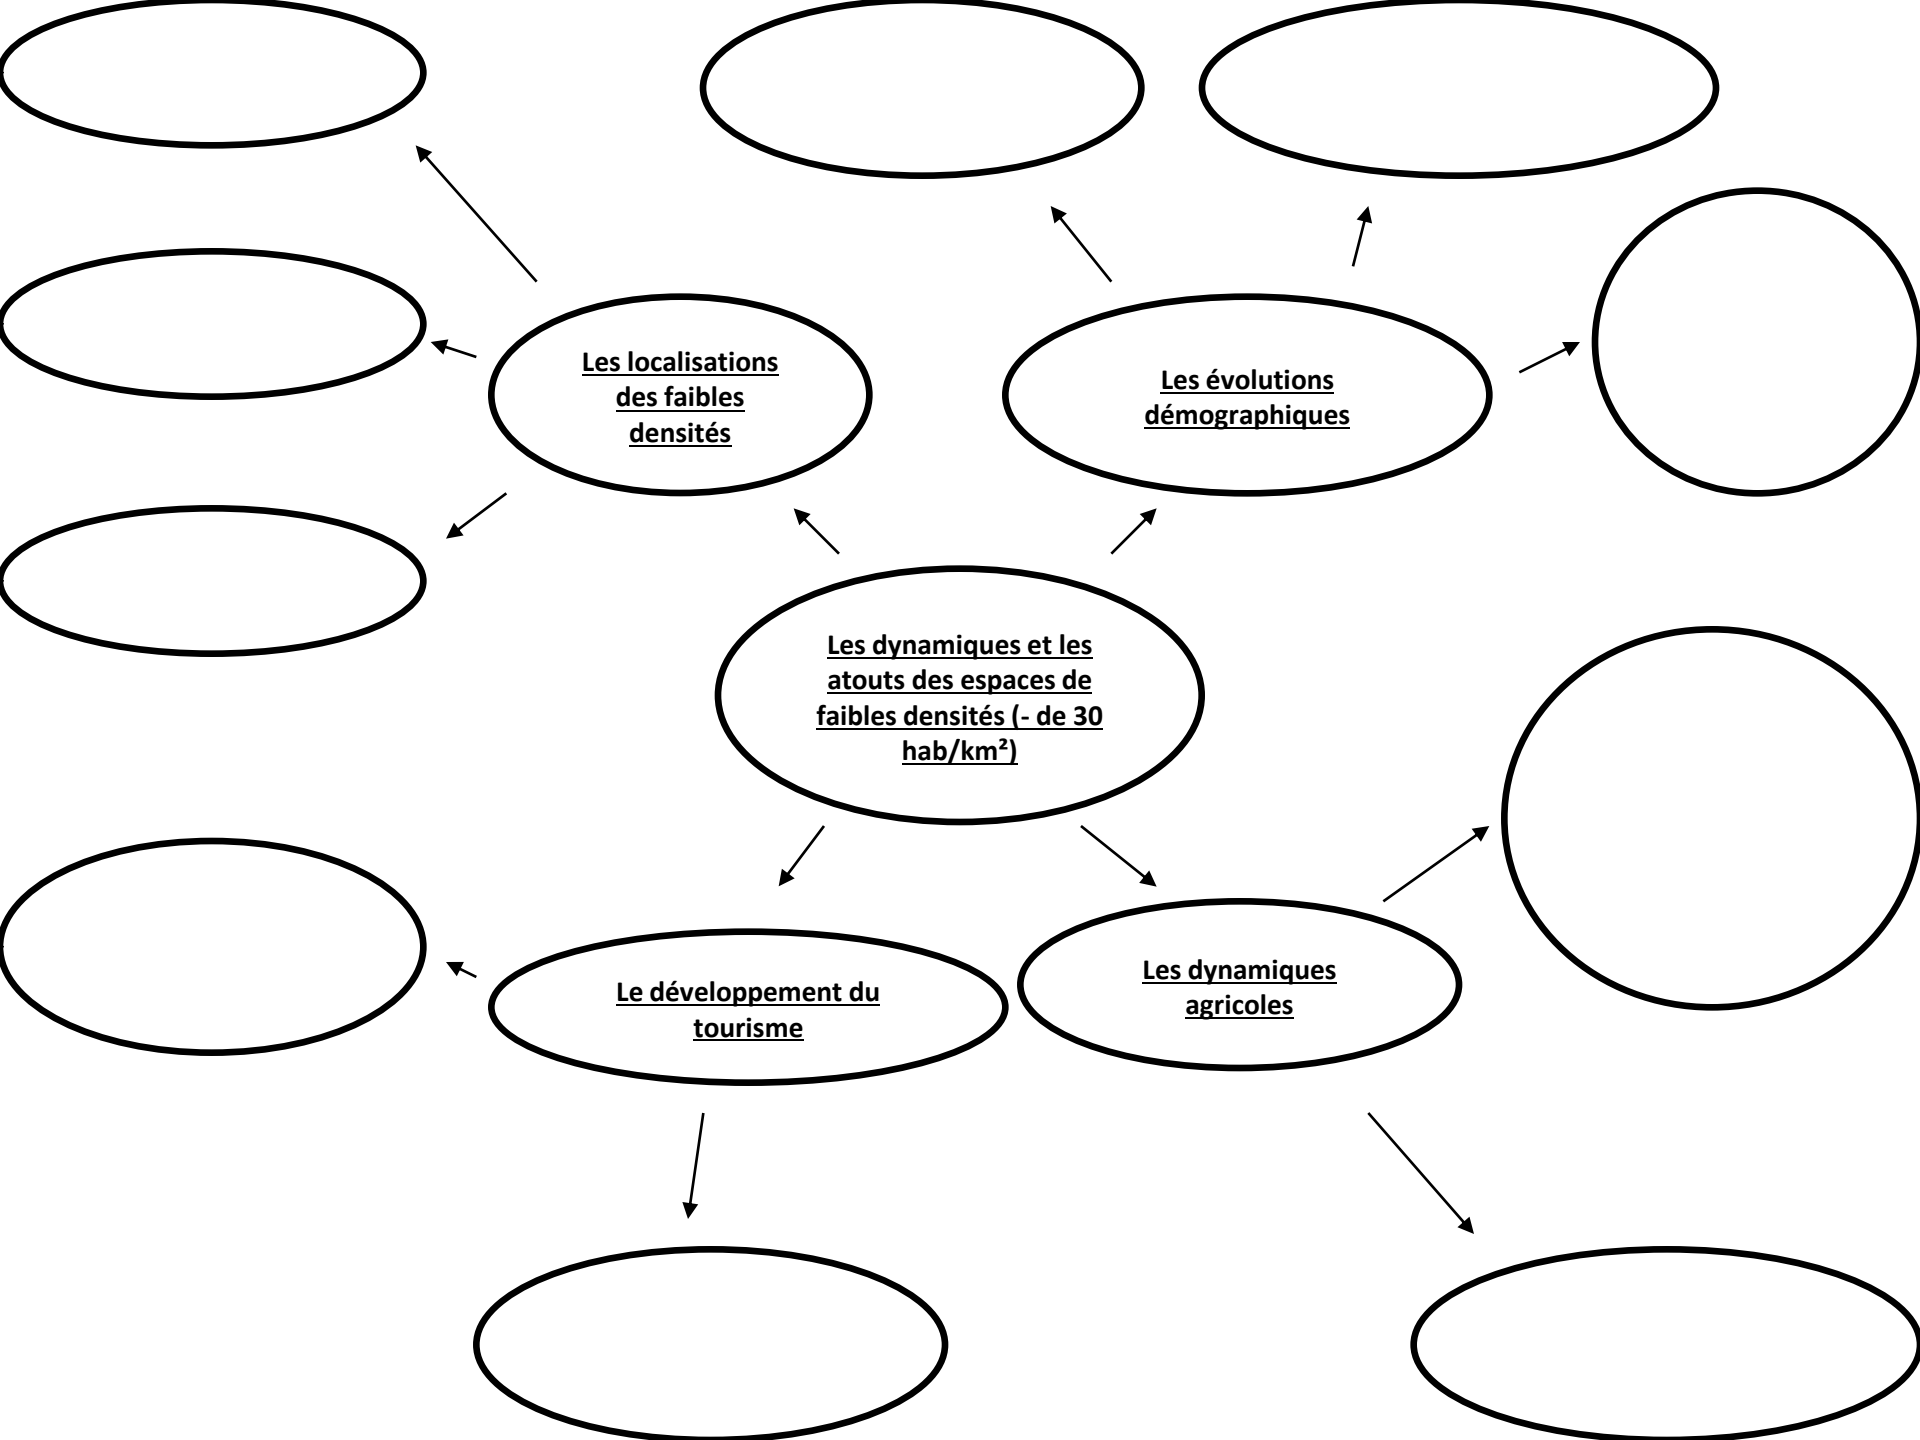 Les localisations
des faibles
densités
Les évolutions
démographiques
Les dynamiques et les
atouts des espaces de
faibles densités (- de 30
hab/km²)
Le développement du
tourisme
Les dynamiques
agricoles